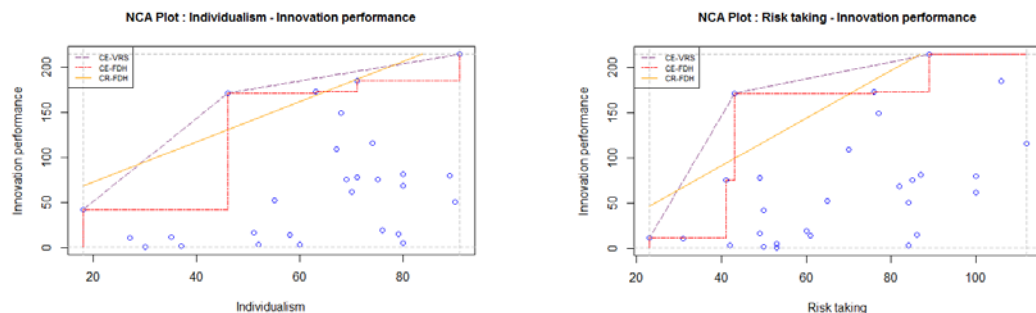 NCA Plot : Individualism - Innovation performance
CE-VRS
CE-FDH
CR-FDH
Innovation performance
0
50
100
150
200
20
40
60
80
Individualism
NCA Plot : Risk taking - Innovation performance
CE-VRS
CE-FDH
CR-FDH
Innovation performance
0
50
100
150
200
20
40
60
80
100
Risk taking